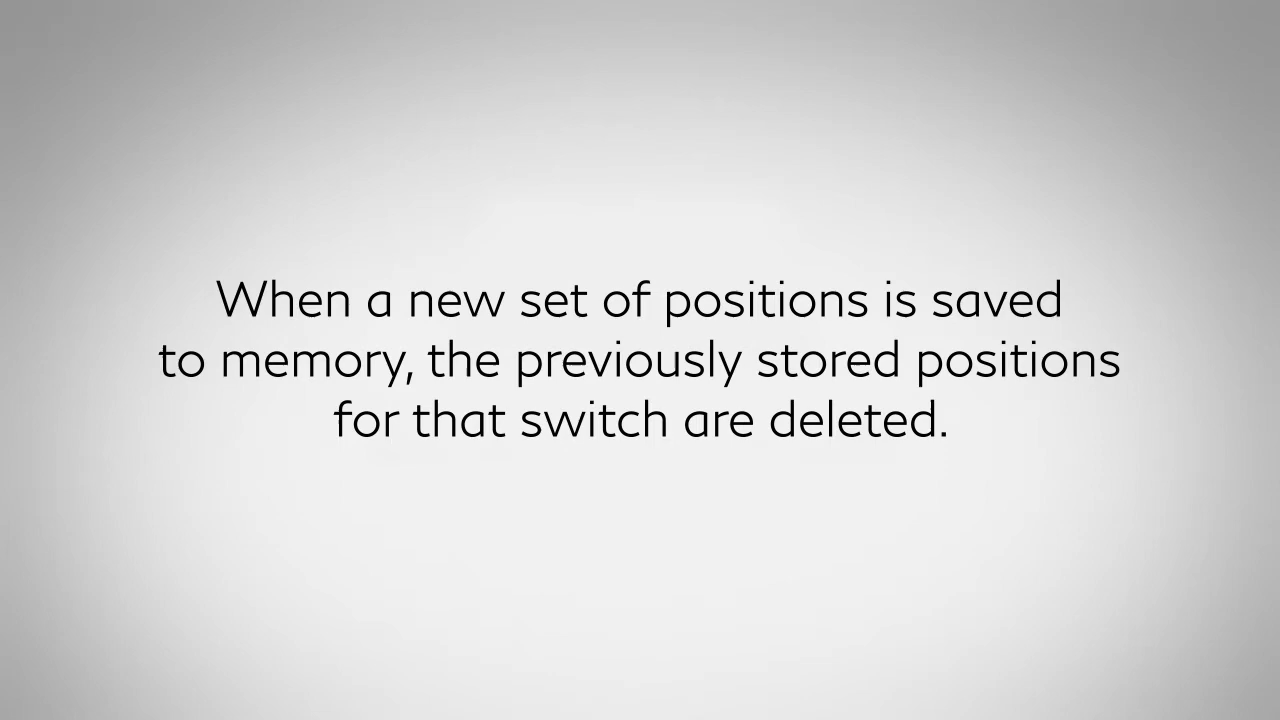 When a new set of positions is saved
to memory, the previously stored positions
for that switch are deleted.